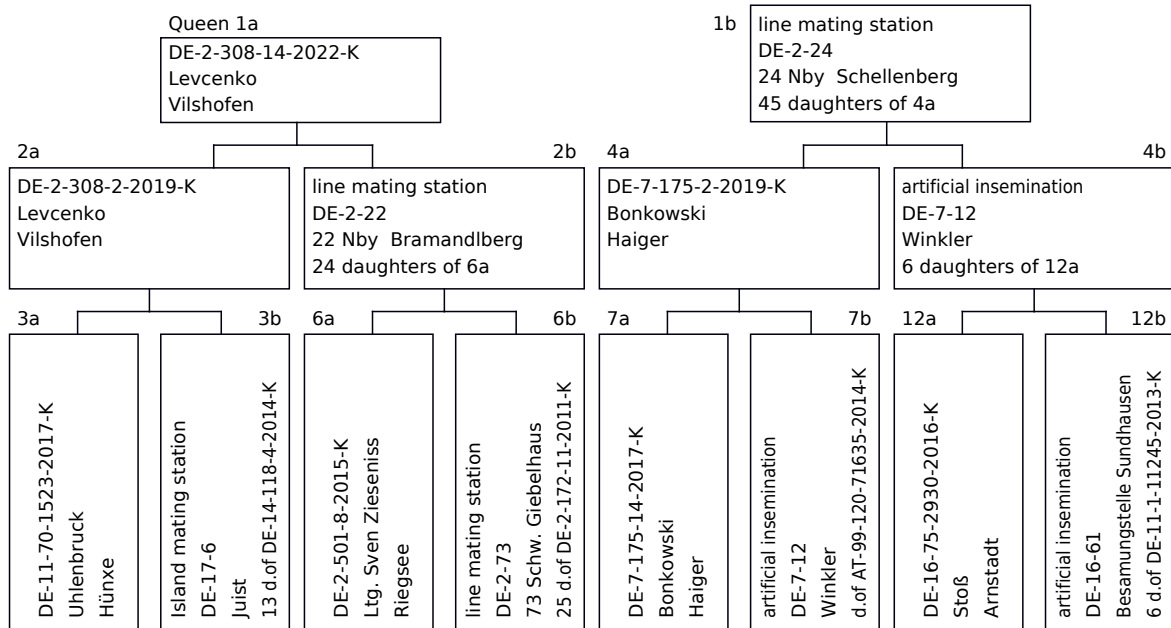 Queen 1a
DE-2-308-14-2022-K
Levcenko
Vilshofen
1b
line mating station
DE-2-24
24 Nby  Schellenberg
45 daughters of 4a
2a
DE-2-308-2-2019-K
Levcenko
Vilshofen
2b
line mating station
DE-2-22
22 Nby  Bramandlberg
24 daughters of 6a
4a
DE-7-175-2-2019-K
Bonkowski
Haiger
4b
artificial insemination
DE-7-12
Winkler
6 daughters of 12a
3a
DE-11-70-1523-2017-K
Uhlenbruck
Hünxe
3b
Island mating station
DE-17-6
Juist
13 d.of DE-14-118-4-2014-K
6a
DE-2-501-8-2015-K
Ltg. Sven Zieseniss
Riegsee
6b
line mating station
DE-2-73
73 Schw. Giebelhaus
25 d.of DE-2-172-11-2011-K
7a
DE-7-175-14-2017-K
Bonkowski
Haiger
7b
artificial insemination
DE-7-12
Winkler
d.of AT-99-120-71635-2014-K
12a
DE-16-75-2930-2016-K
Stoß
Arnstadt
12b
artificial insemination
DE-16-61
Besamungstelle Sundhausen
6 d.of DE-11-1-11245-2013-K